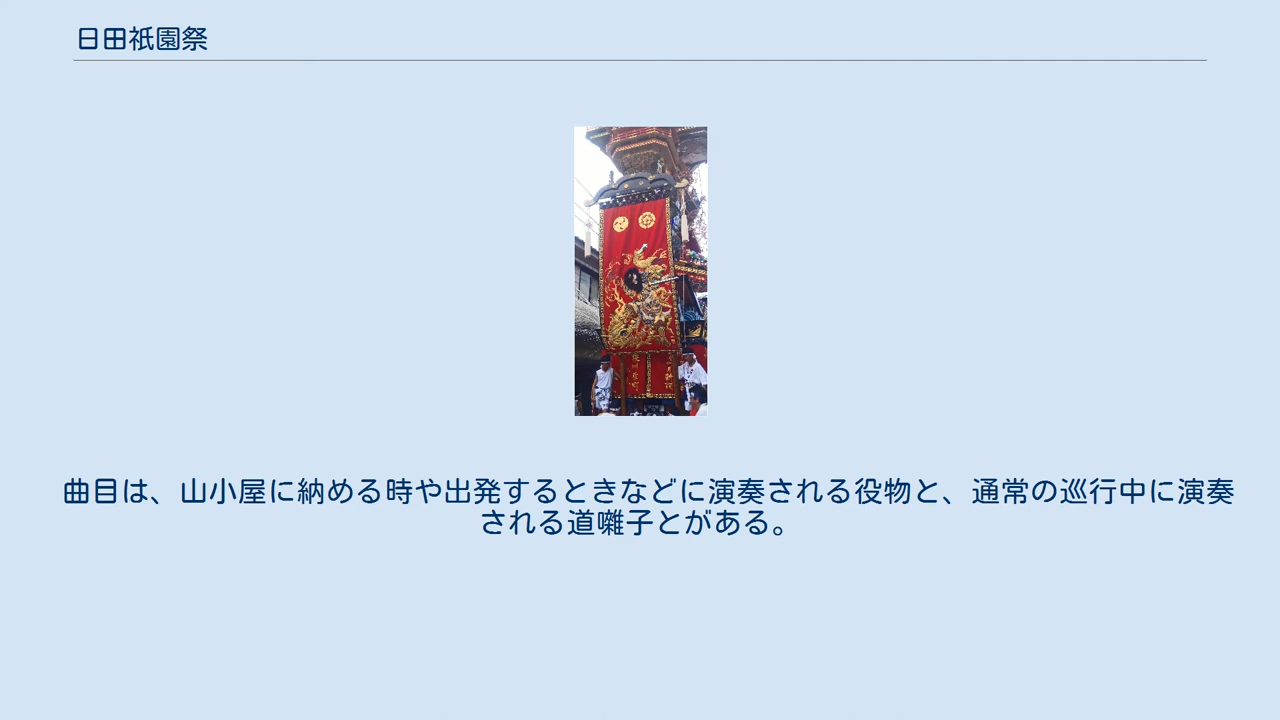 日田祇園祭
曲目は、山小屋に納める時や出発するときなどに演奏される役物と、通常の巡行中に演奏
される道囃子とがある。